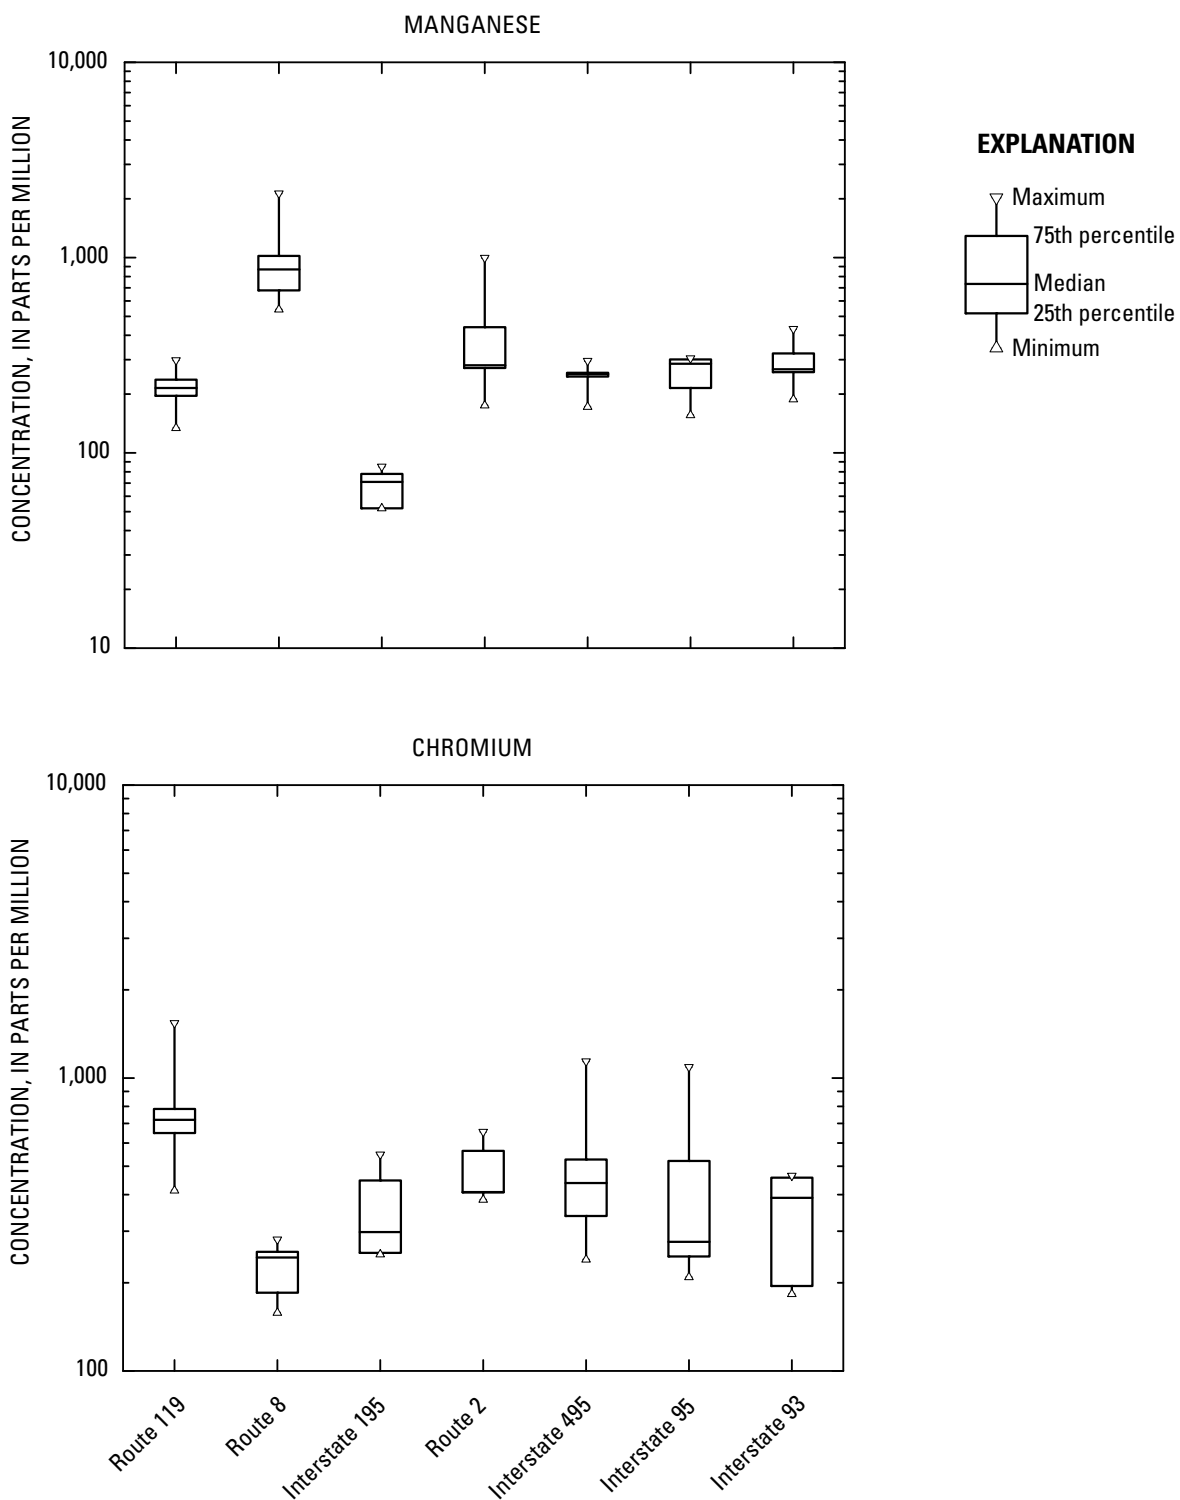 MANGANESE
10,000
1,000
100
10
CONCENTRATION, IN PARTS PER MILLION
EXPLANATION
Maximum
75th percentile
Median
25th percentile
Minimum
CHROMIUM
10,000
1,000
100
CONCENTRATION, IN PARTS PER MILLION
Route 119
Route 8
Interstate 195
Route 2
Interstate 495
Interstate 95
Interstate 93